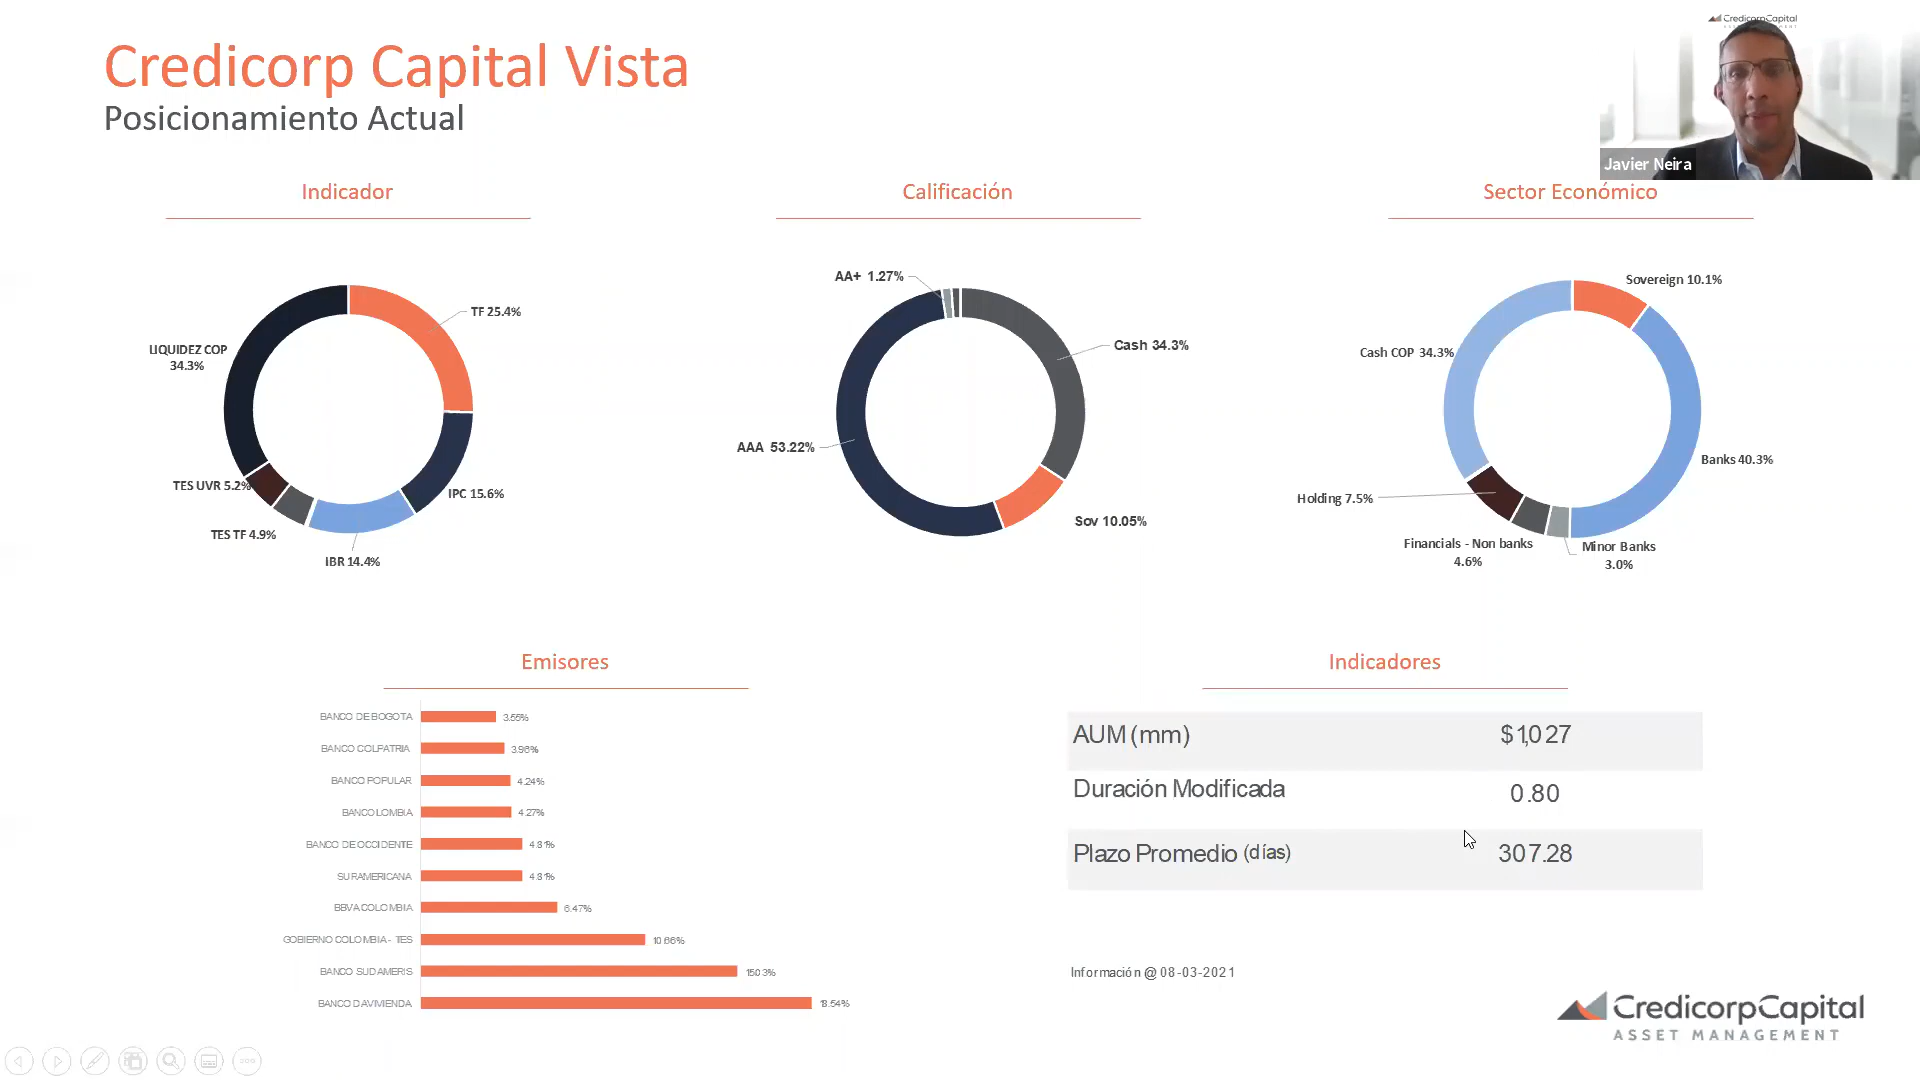 Credicorp Capital Vista
Posicionamiento Actual
CredicorpCapital
Javier Neira
Indicador
TF 25.4%
LIQUIDEZ COP
34.3%
TES UVR 5.2%
IPC 15.6%
TES TF 4.9%
IBR 14.4%
Calificación
AA+ 1.27%
Cash 34.3%
AAA 53.22%
Sov 10.05%
Sector Económico
Sovereign 10.1%
Cash COP 34.3%
Banks 40.3%
Holding 7.5%
Financials - Non banks
4.6%
Minor Banks
3.0%
Emisores
BANCO DE BOGOTA 3.55%
BANCO COLPATRIA 3.96%
BANCO POPULAR 4.24%
BANCOLOMBIA 4.27%
BANCO DE OCCIDENTE 4.81%
SURAMERICANA 4.81%
BBVA COLOMBIA 6.47%
GOBIERNO COLOMBIA - TES 10.66%
BANCO SUDAMERIS 15.03%
BANCO DAVIVIENDA 18.54%
Indicadores
AUM (mm) $1,027
Duración Modificada 0.80
Plazo Promedio (días) 307.28
Información @ 08-03-2021
CredicorpCapital
ASSET MANAGEMENT